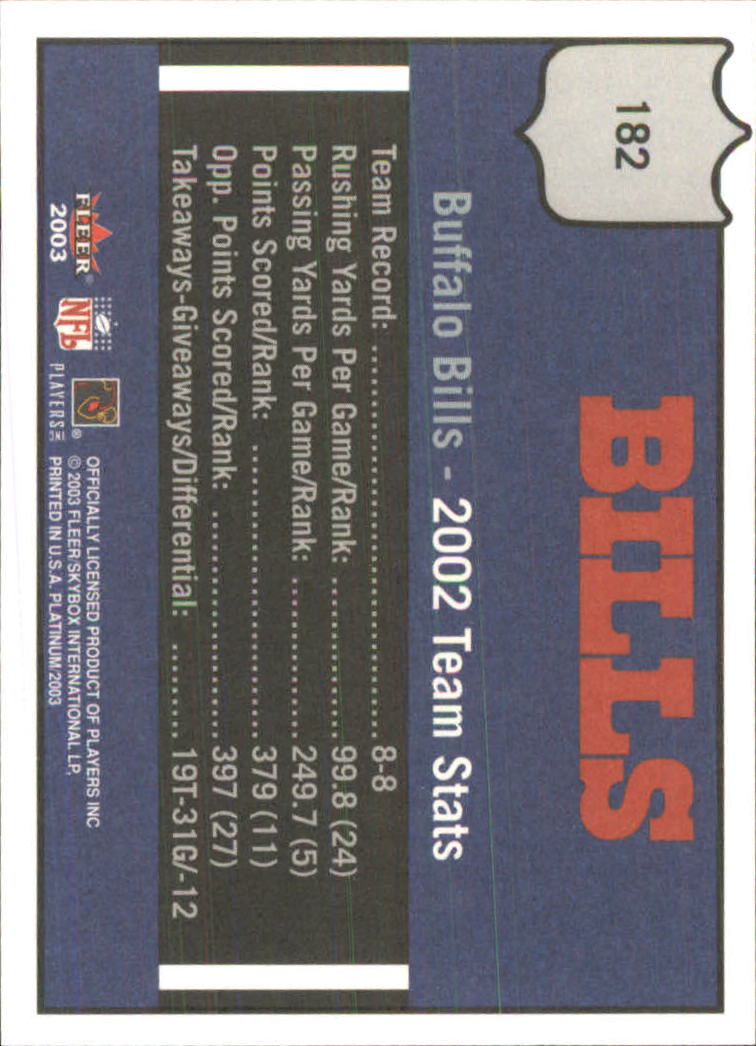 182
BILLS
Buffalo Bills - 2002 Team Stats
Team Record: ........................................ 8-8
Rushing Yards Per Game/Rank: ................ 99.8 (24)
Passing Yards Per Game/Rank: ................ 249.7 (5)
Points Scored/Rank: ............................. 379 (11)
Opp. Points Scored/Rank: ...................... 397 (27)
Takeaways-Giveaways/Differential: ......... 19T-31G/-12
FLEER®
2003
NFL
PLAYERS INC ®
OFFICIALLY LICENSED PRODUCT OF PLAYERS INC
© 2003 FLEER/SKYBOX INTERNATIONAL LP,
PRINTED IN U.S.A. PLATINUM/2003